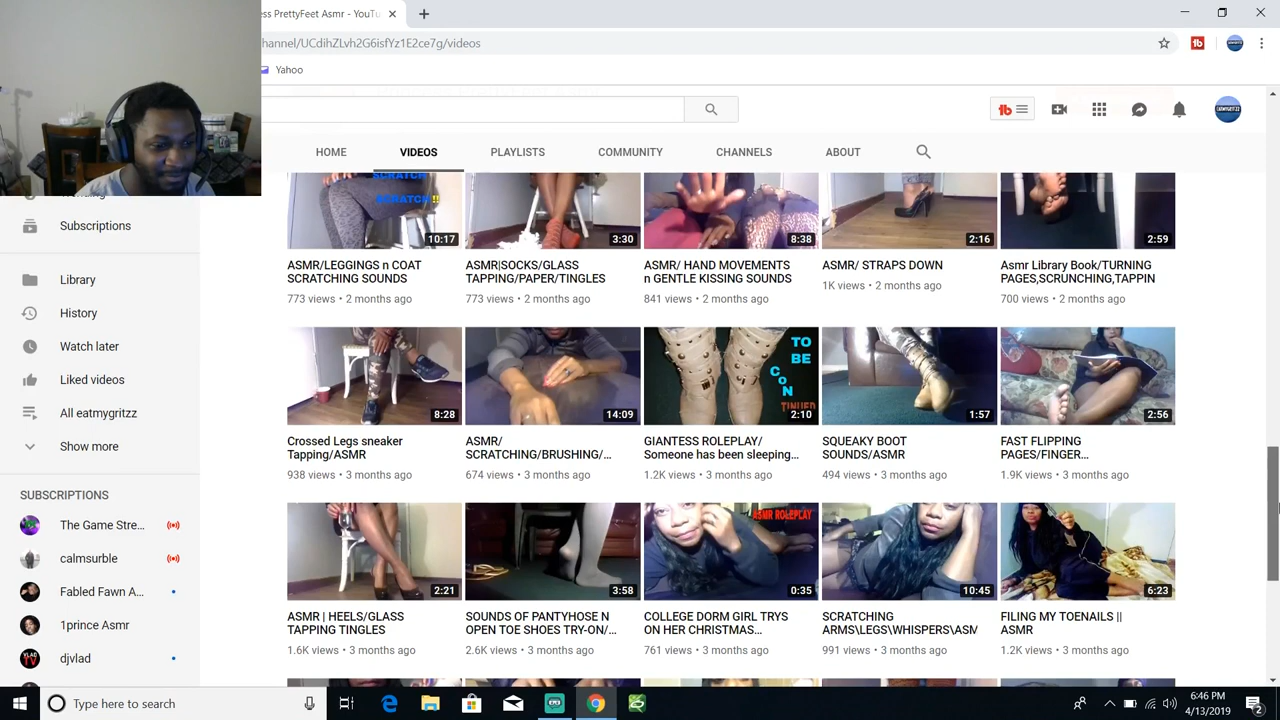 ess PrettyFeet Asmr - YouTu
hannel/UCdihZLvh2G6isfYz1E2ce7g/videos
Yahoo
HOME
VIDEOS
PLAYLISTS
COMMUNITY
CHANNELS
ABOUT
Subscriptions
Library
History
Watch later
Liked videos
All eatmygritzz
Show more
SUBSCRIPTIONS
The Game Stre...
calmsurble
Fabled Fawn A...
1prince Asmr
djvlad
SCRATCH
SCRATCH!!
10:17
ASMR/LEGGINGS n COAT
SCRATCHING SOUNDS
773 views • 2 months ago
3:30
ASMR|SOCKS/GLASS
TAPPING/PAPER/TINGLES
773 views • 2 months ago
8:38
ASMR/ HAND MOVEMENTS
n GENTLE KISSING SOUNDS
841 views • 2 months ago
2:16
ASMR/ STRAPS DOWN
1K views • 2 months ago
2:59
Asmr Library Book/TURNING
PAGES,SCRUNCHING,TAPPIN
700 views • 2 months ago
8:28
Crossed Legs sneaker
Tapping/ASMR
938 views • 3 months ago
14:09
ASMR/
SCRATCHING/BRUSHING/...
674 views • 3 months ago
TO
BE
CON
TINUED
2:10
GIANTESS ROLEPLAY/
Someone has been sleeping...
1.2K views • 3 months ago
1:57
SQUEAKY BOOT
SOUNDS/ASMR
494 views • 3 months ago
2:56
FAST FLIPPING
PAGES/FINGER...
1.9K views • 3 months ago
2:21
ASMR | HEELS/GLASS
TAPPING TINGLES
1.6K views • 3 months ago
3:58
SOUNDS OF PANTYHOSE N
OPEN TOE SHOES TRY-ON/...
2.6K views • 3 months ago
ASMR ROLEPLAY
0:35
COLLEGE DORM GIRL TRYS
ON HER CHRISTMAS...
761 views • 3 months ago
10:45
SCRATCHING
ARMS\LEGS\WHISPERS\ASM
991 views • 3 months ago
6:23
FILING MY TOENAILS ||
ASMR
1.2K views • 3 months ago
Type here to search
6:46 PM
4/13/2019
2